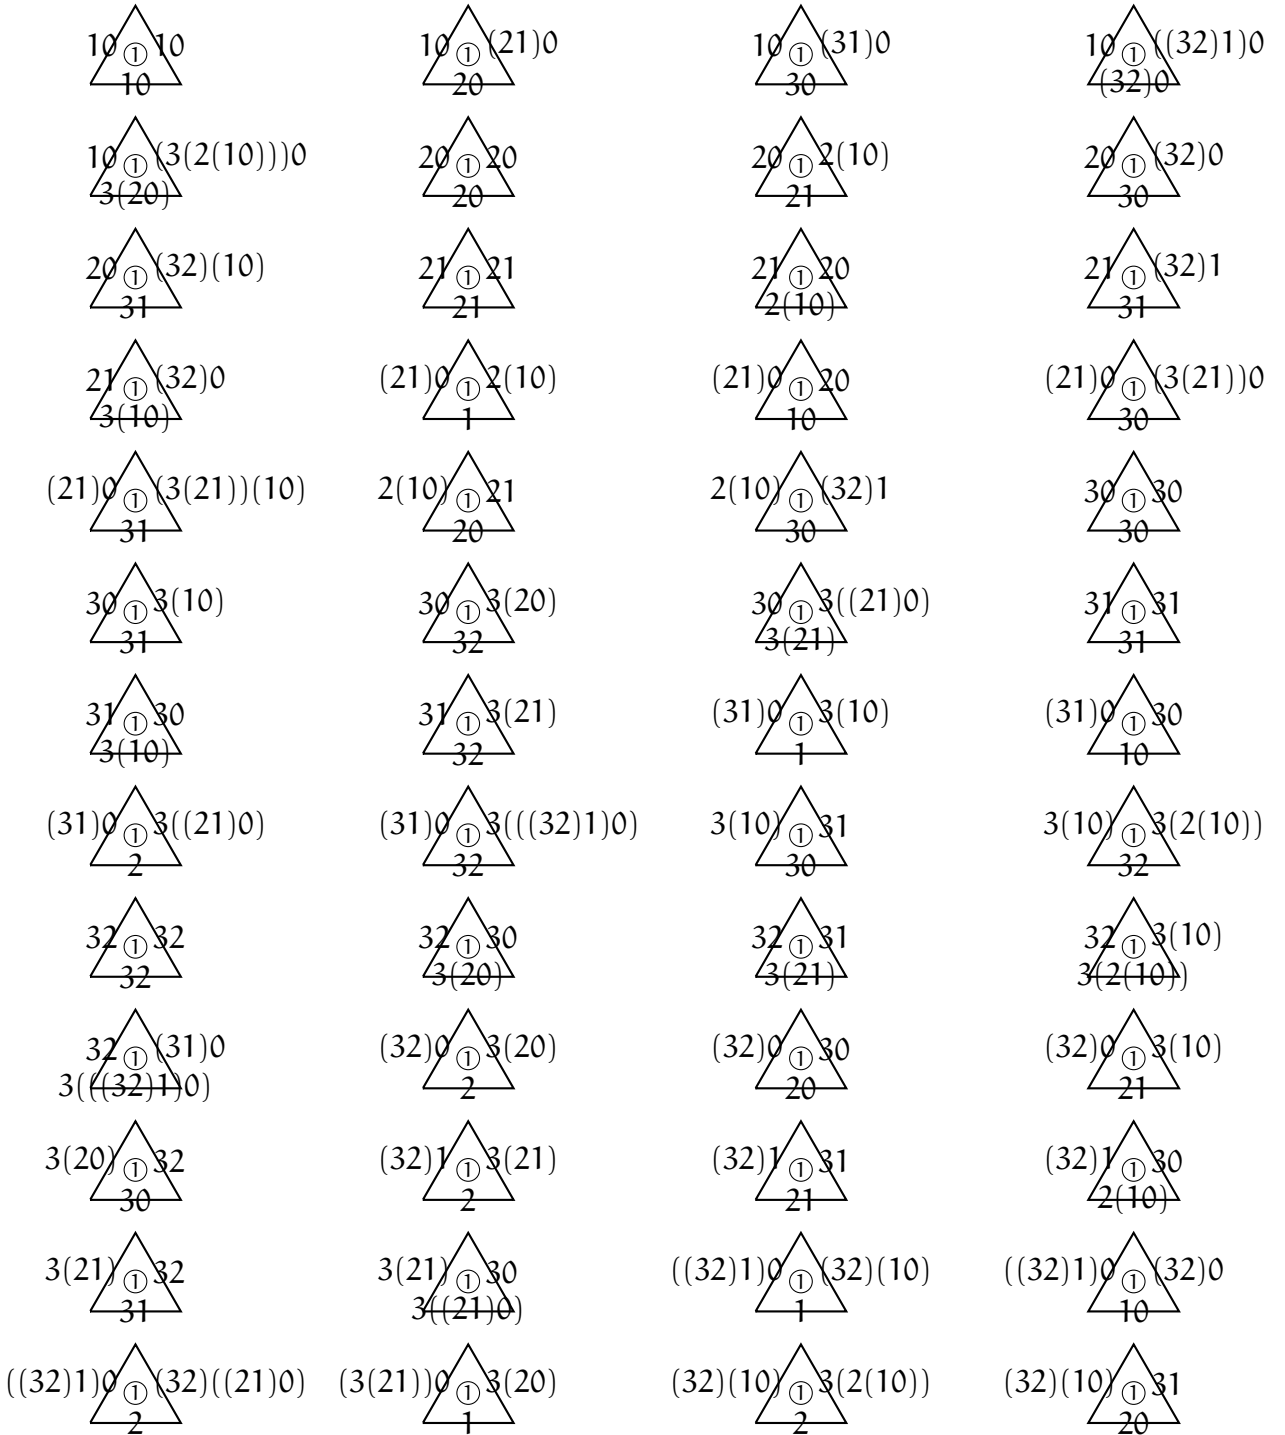 10 ① 10 10 ① (21)0 10 ① (31)0 10 ① ((32)1)0
10 20 30 (32)0
10 ① (3(2(10)))0 20 ① 20 20 ① 2(10) 20 ① (32)0
3(20) 20 21 30
20 ① (32)(10) 21 ① 21 21 ① 20 21 ① (32)1
31 21 2(10) 31
21 ① (32)0 (21)0 ① 2(10) (21)0 ① 20 (21)0 ① (3(21))0
3(10) 1 10 30
(21)0 ① (3(21))(10) 2(10) ① 21 2(10) ① (32)1 30 ① 30
31 20 30 30
30 ① 3(10) 30 ① 3(20) 30 ① 3((21)0) 31 ① 31
31 32 3(21) 31
31 ① 30 31 ① 3(21) (31)0 ① 3(10) (31)0 ① 30
3(10) 32 1 10
(31)0 ① 3((21)0) (31)0 ① 3(((32)1)0) 3(10) ① 31 3(10) ① 3(2(10))
2 32 30 32
32 ① 32 32 ① 30 32 ① 31 32 ① 3(10)
32 3(20) 3(21) 3(2(10))
32 ① (31)0 (32)0 ① 3(20) (32)0 ① 30 (32)0 ① 3(10)
3(((32)1)0) 2 20 21
3(20) ① 32 (32)1 ① 3(21) (32)1 ① 31 (32)1 ① 30
30 2 21 2(10)
3(21) ① 32 3(21) ① 30 ((32)1)0 ① (32)(10) ((32)1)0 ① (32)0
31 3((21)0) 1 10
((32)1)0 ① (32)((21)0) (3(21))0 ① 3(20) (32)(10) ① 3(2(10)) (32)(10) ① 31
2 1 2 20